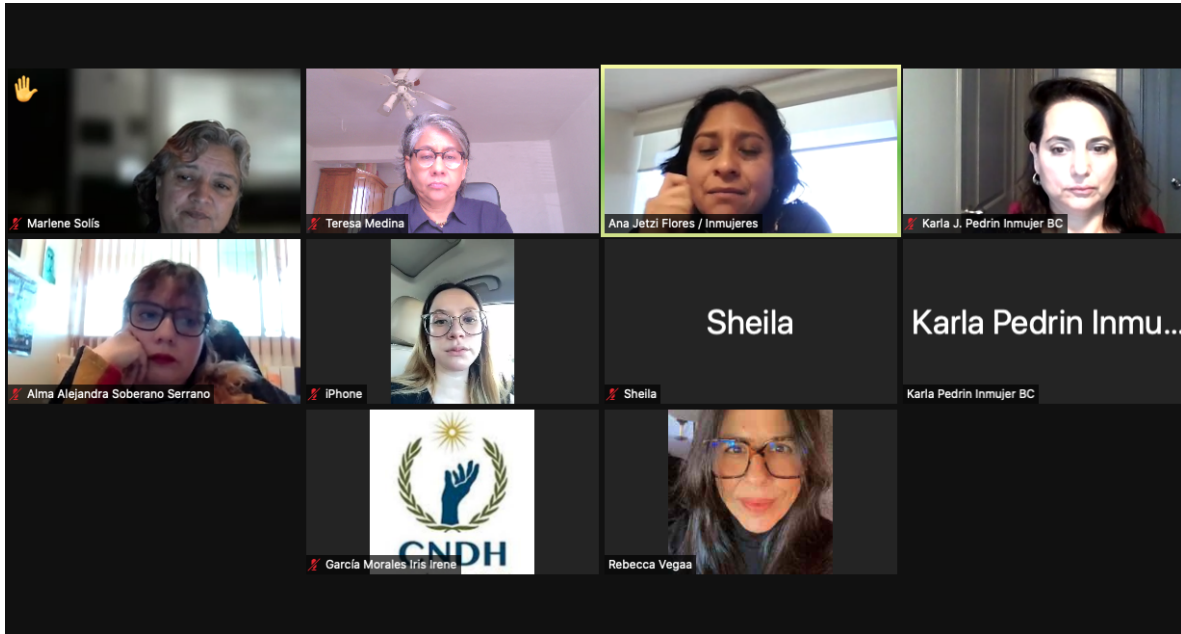 Marlene Solís
Teresa Medina
Ana Jetzi Flores / Inmujeres
Karla J. Pedrin Inmujer BC
Alma Alejandra Soberano Serrano
iPhone
Sheila
Sheila
Karla Pedrin Inmu...
Karla Pedrin Inmujer BC
CNDH
García Morales Iris Irene
Rebecca Vegaa